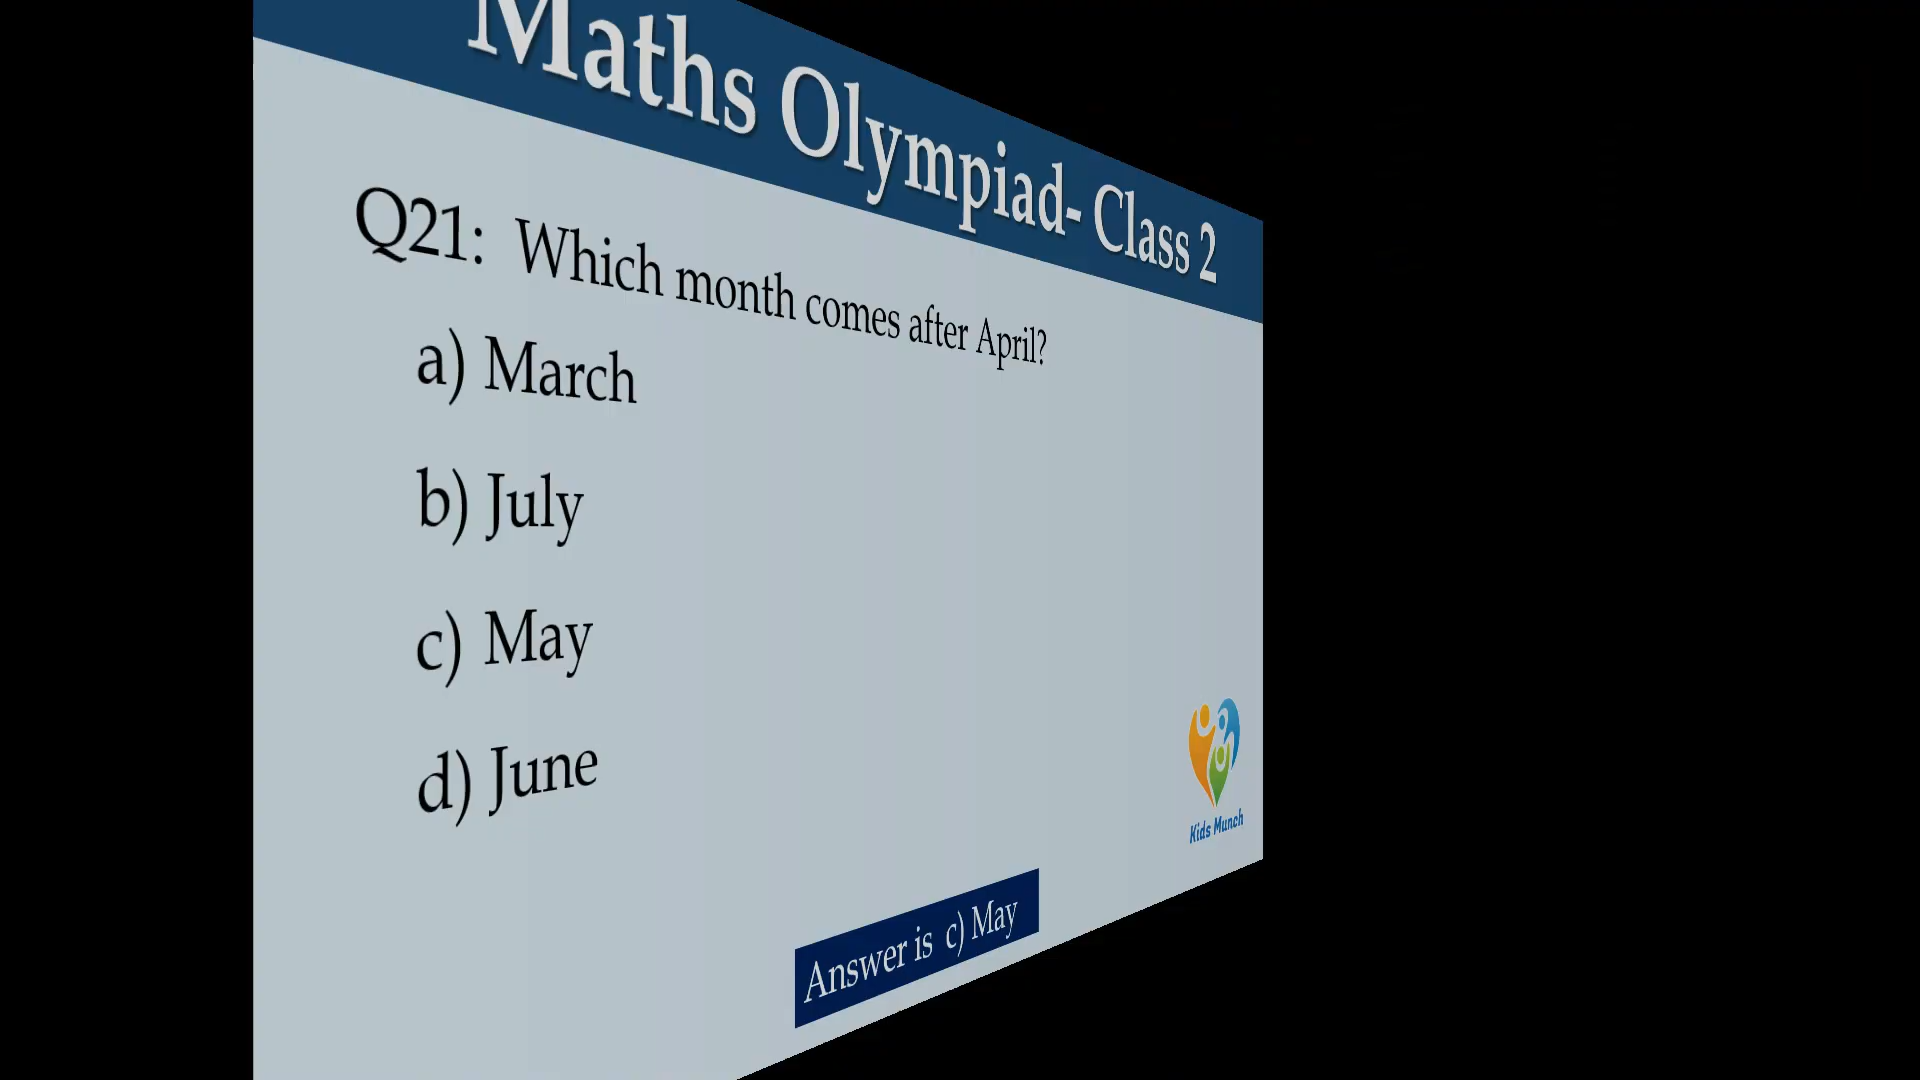 Maths Olympiad- Class 2
Q21: Which month comes after April?
a) March
b) July
c) May
d) June
Kids Munch
Answer is c) May